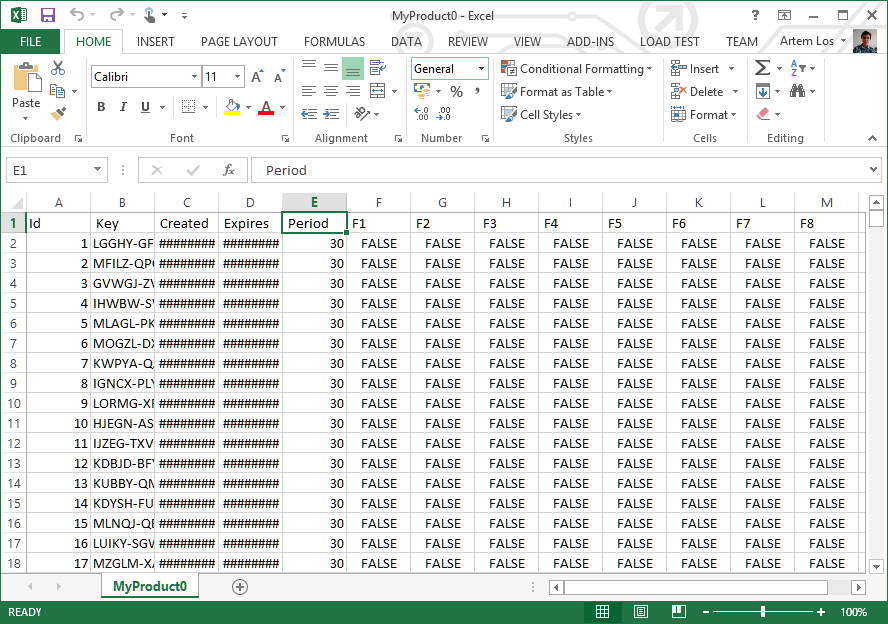 MyProduct0 - Excel
?
FILE HOME INSERT PAGE LAYOUT FORMULAS DATA REVIEW VIEW ADD-INS LOAD TEST TEAM Artem Los
Calibri 11 A A General Conditional Formatting Insert Σ A Z
Paste B I U A % , Format as Table Delete
.00 .0 Cell Styles Format
Clipboard Font Alignment Number Styles Cells Editing
E1 fx Period
A B C D E F G H I J K L M
1 Id Key Created Expires Period F1 F2 F3 F4 F5 F6 F7 F8
2 1 LGGHY-GF ######## ######## 30 FALSE FALSE FALSE FALSE FALSE FALSE FALSE FALSE
3 2 MFILZ-QP ######## ######## 30 FALSE FALSE FALSE FALSE FALSE FALSE FALSE FALSE
4 3 GVWGJ-Z ######## ######## 30 FALSE FALSE FALSE FALSE FALSE FALSE FALSE FALSE
5 4 IHWBW-S ######## ######## 30 FALSE FALSE FALSE FALSE FALSE FALSE FALSE FALSE
6 5 MLAGL-PK ######## ######## 30 FALSE FALSE FALSE FALSE FALSE FALSE FALSE FALSE
7 6 MOGZL-D ######## ######## 30 FALSE FALSE FALSE FALSE FALSE FALSE FALSE FALSE
8 7 KWPYA-Q ######## ######## 30 FALSE FALSE FALSE FALSE FALSE FALSE FALSE FALSE
9 8 IGNCX-PL ######## ######## 30 FALSE FALSE FALSE FALSE FALSE FALSE FALSE FALSE
10 9 LORMG-X ######## ######## 30 FALSE FALSE FALSE FALSE FALSE FALSE FALSE FALSE
11 10 HJEGN-AS ######## ######## 30 FALSE FALSE FALSE FALSE FALSE FALSE FALSE FALSE
12 11 IJZEG-TXV ######## ######## 30 FALSE FALSE FALSE FALSE FALSE FALSE FALSE FALSE
13 12 KDBJD-BF ######## ######## 30 FALSE FALSE FALSE FALSE FALSE FALSE FALSE FALSE
14 13 KUBBY-QM ######## ######## 30 FALSE FALSE FALSE FALSE FALSE FALSE FALSE FALSE
15 14 KDYSH-FU ######## ######## 30 FALSE FALSE FALSE FALSE FALSE FALSE FALSE FALSE
16 15 MLNQJ-QE ######## ######## 30 FALSE FALSE FALSE FALSE FALSE FALSE FALSE FALSE
17 16 LUIKY-SG ######## ######## 30 FALSE FALSE FALSE FALSE FALSE FALSE FALSE FALSE
18 17 MZGLM-X ######## ######## 30 FALSE FALSE FALSE FALSE FALSE FALSE FALSE FALSE
MyProduct0
READY 100%